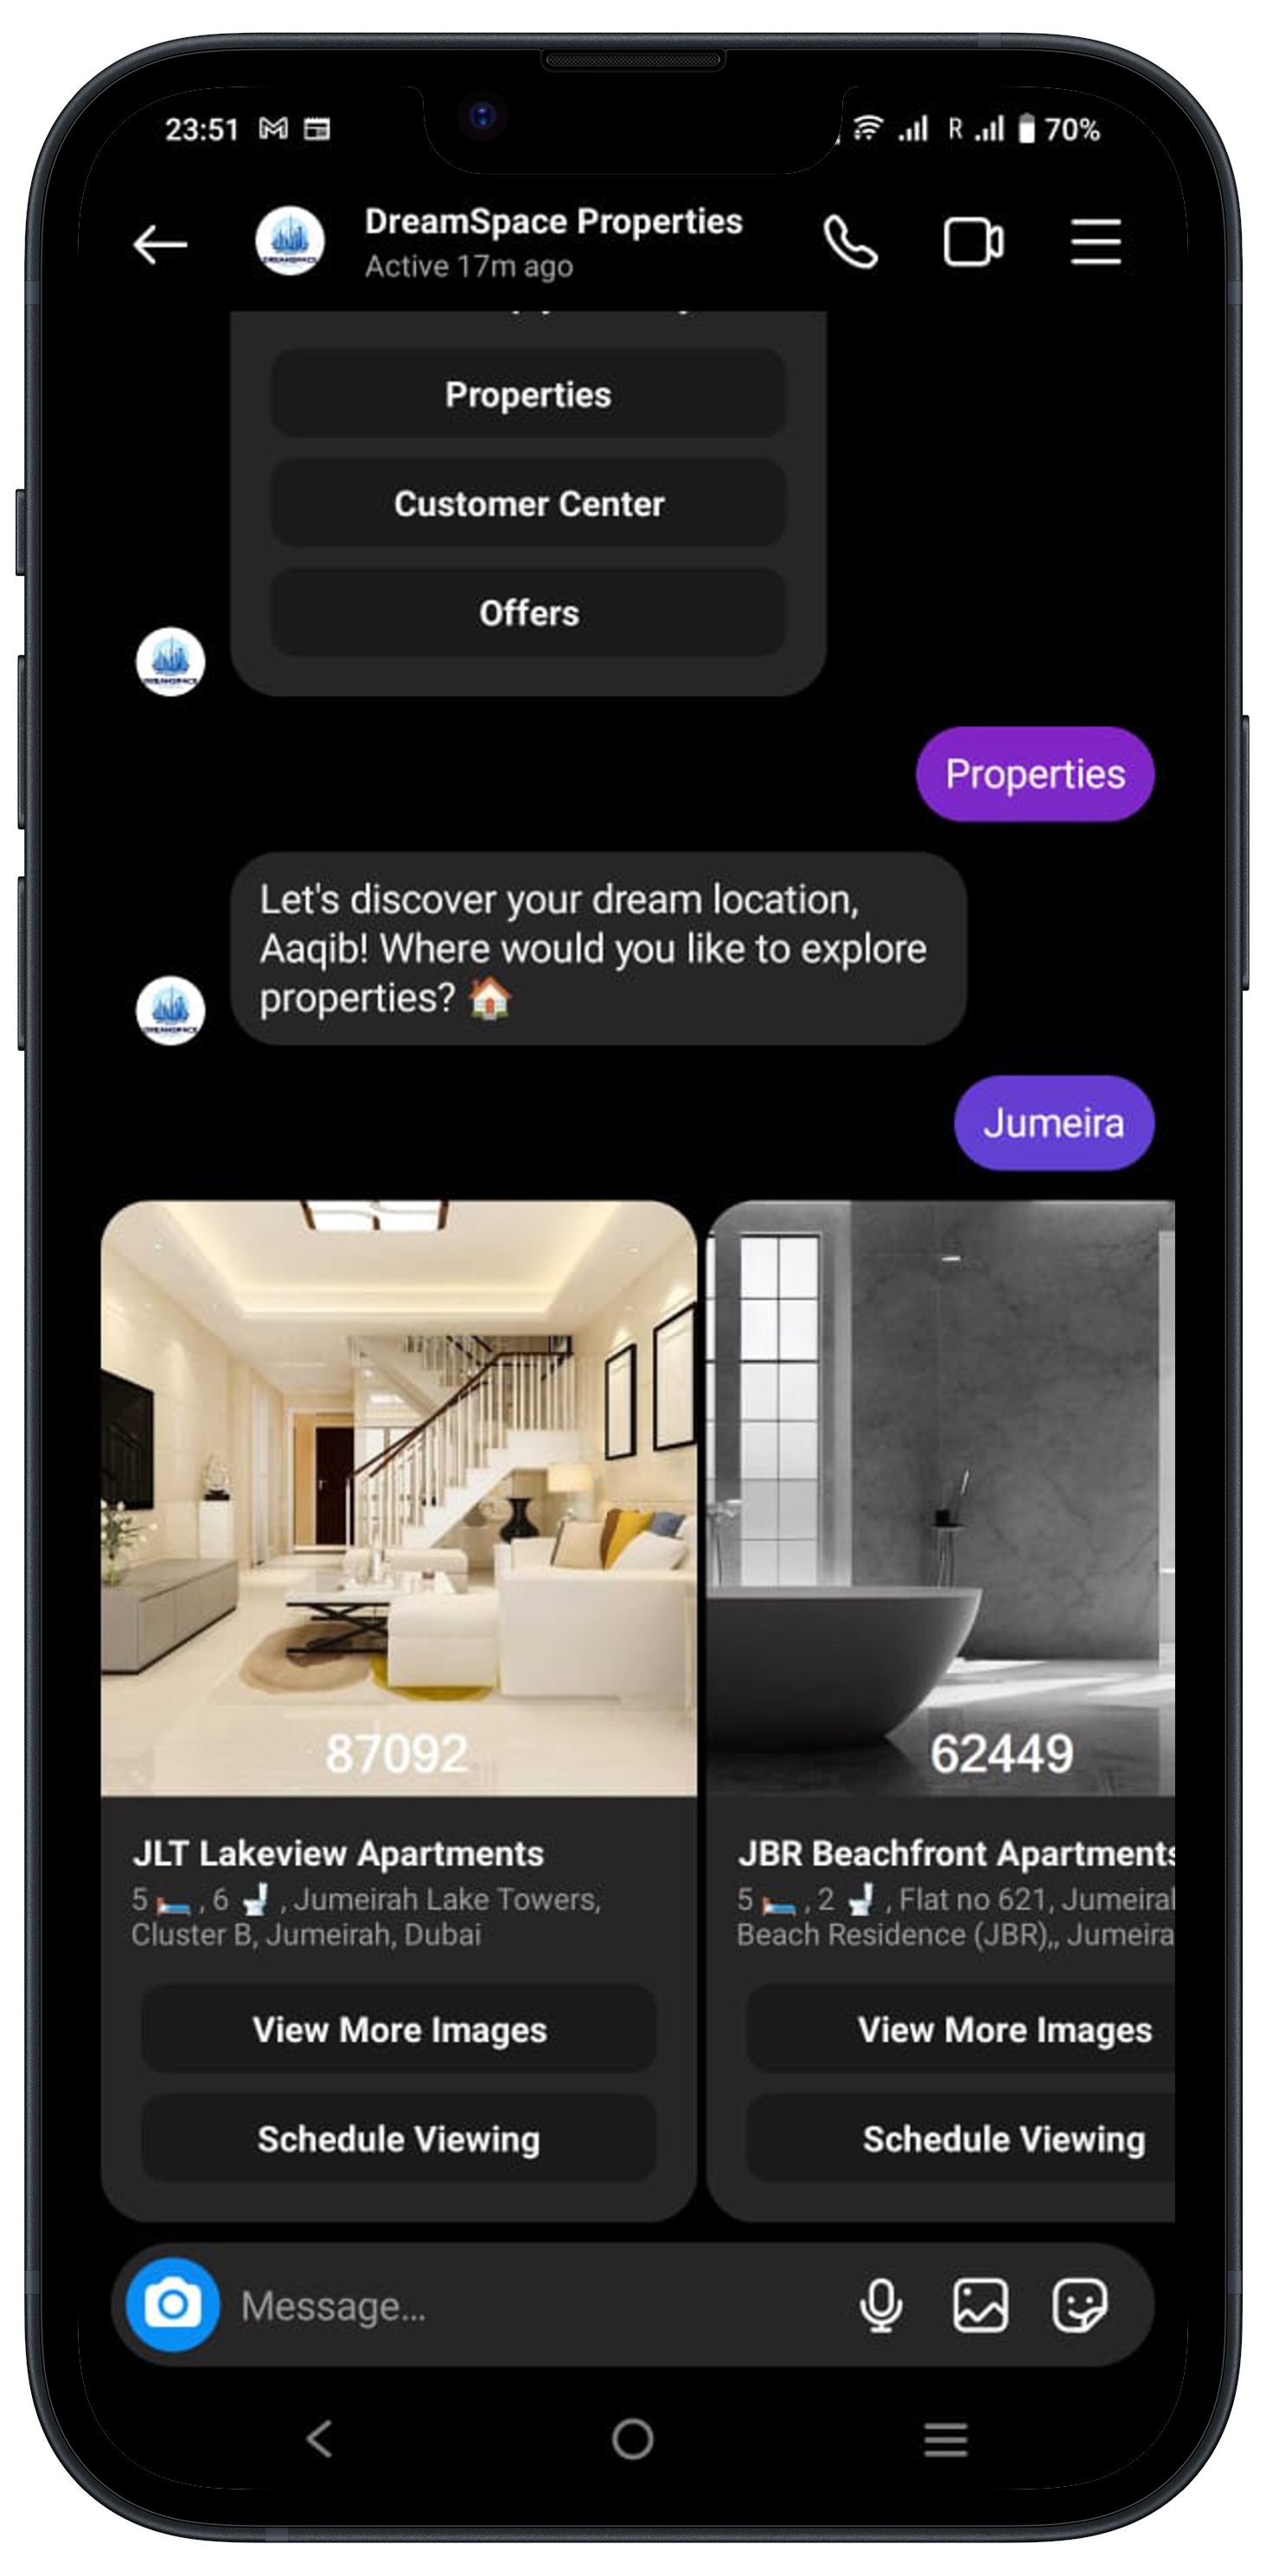 23:51 R 70%
DreamSpace Properties
Active 17m ago
Properties
Customer Center
Offers
Properties
Let's discover your dream location,
Aaqib! Where would you like to explore
properties? 🏠
Jumeira
87092
JLT Lakeview Apartments
5 🛏️ , 6 🚽 , Jumeirah Lake Towers,
Cluster B, Jumeirah, Dubai
View More Images
Schedule Viewing
62449
JBR Beachfront Apartments
5 🛏️ , 2 🚽 , Flat no 621, Jumeirah
Beach Residence (JBR),, Jumeira
View More Images
Schedule Viewing
Message...